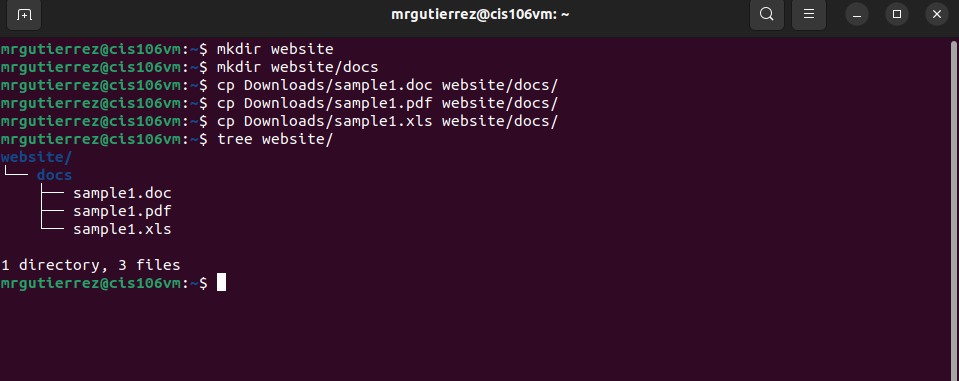 mrgutierrez@cis106vm: ~
mrgutierrez@cis106vm:~$ mkdir website
mrgutierrez@cis106vm:~$ mkdir website/docs
mrgutierrez@cis106vm:~$ cp Downloads/sample1.doc website/docs/
mrgutierrez@cis106vm:~$ cp Downloads/sample1.pdf website/docs/
mrgutierrez@cis106vm:~$ cp Downloads/sample1.xls website/docs/
mrgutierrez@cis106vm:~$ tree website/
website/
└── docs
    ├── sample1.doc
    ├── sample1.pdf
    └── sample1.xls

1 directory, 3 files
mrgutierrez@cis106vm:~$